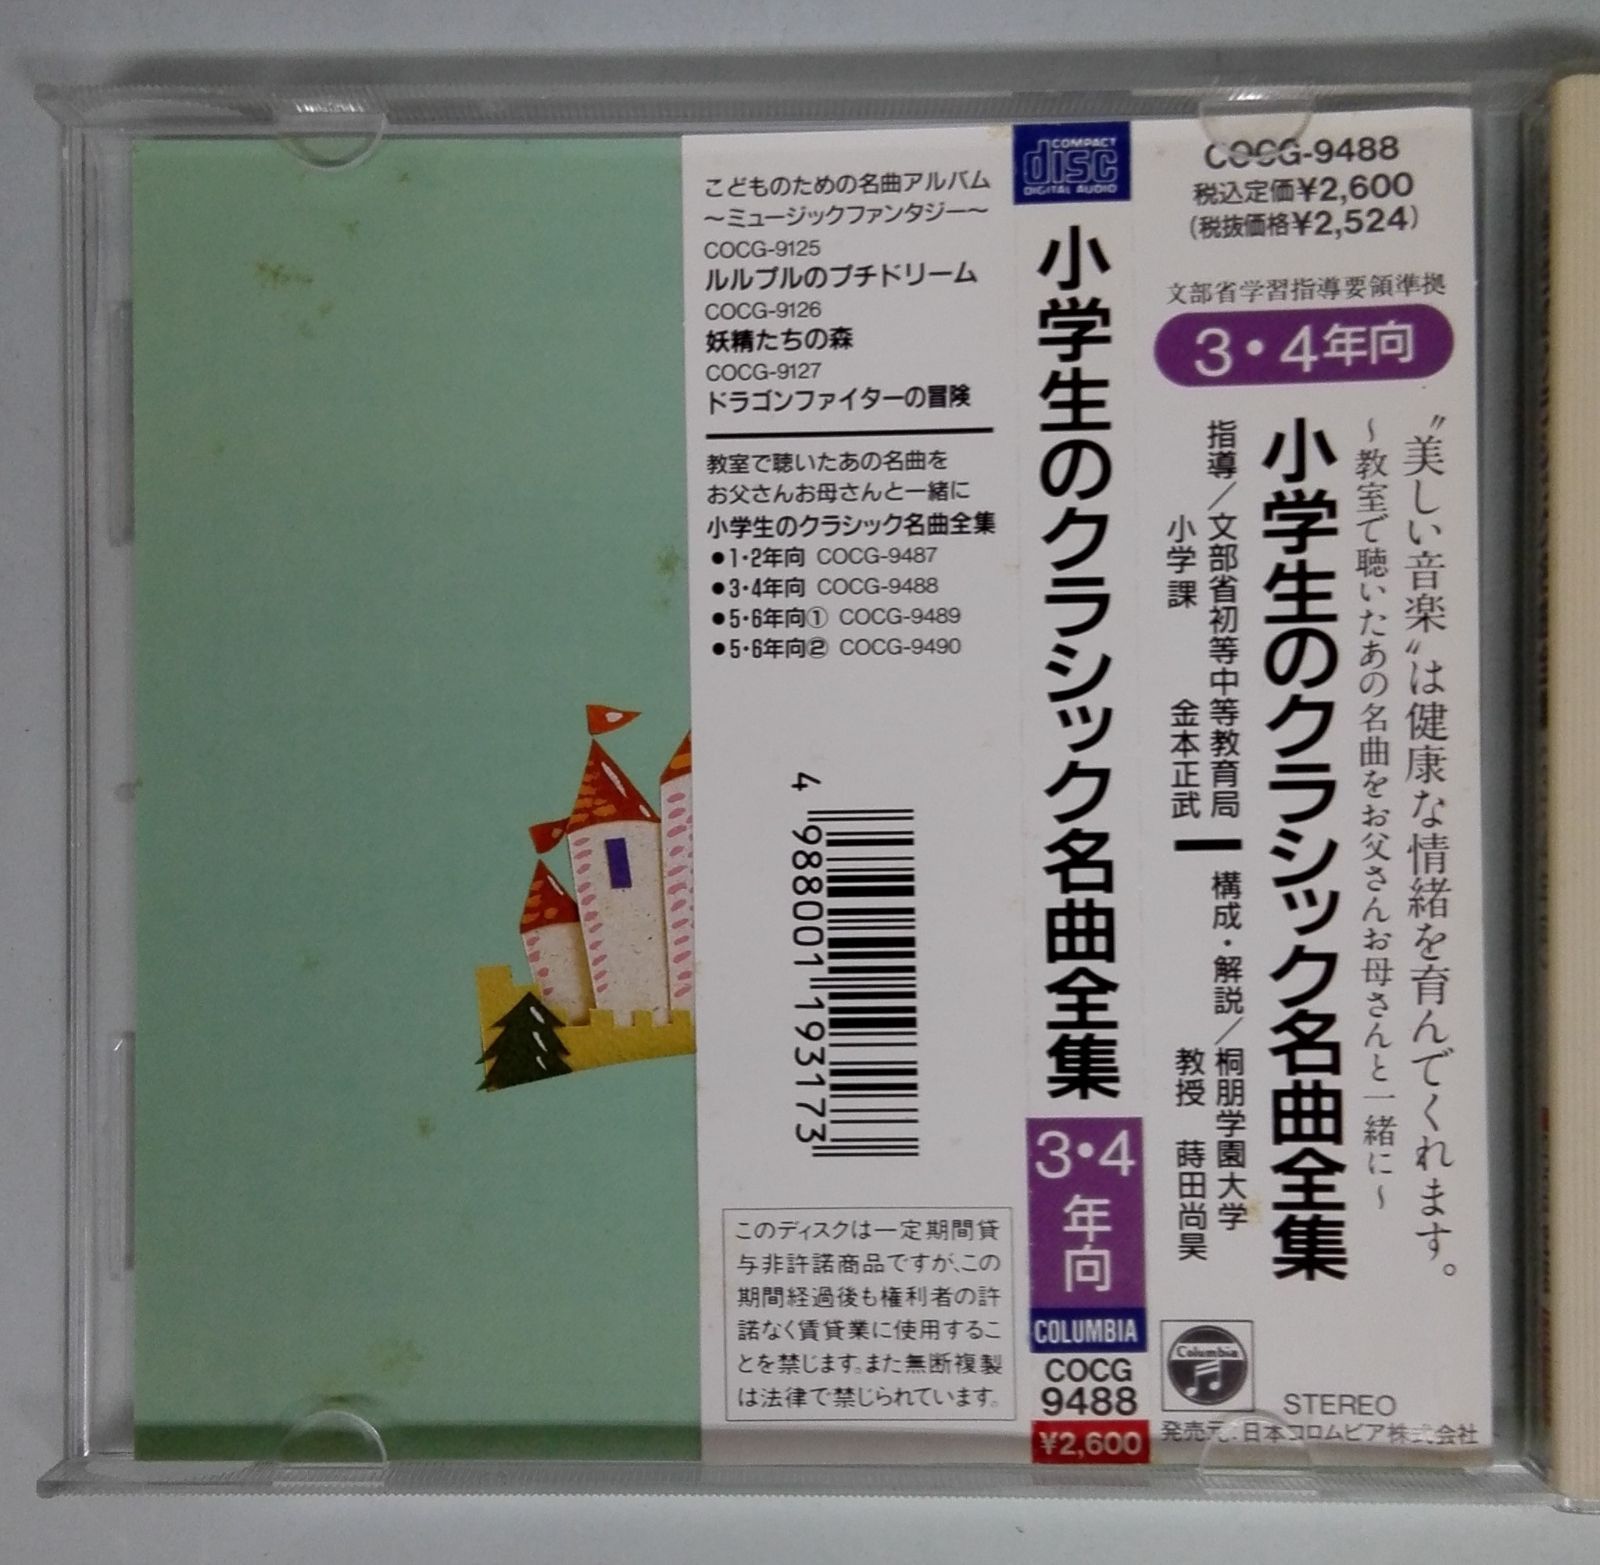 こどものための名曲アルバム
〜ミュージックファンタジー〜
COCG-9125
ルルブルのプチドリーム
COCG-9126
妖精たちの森
COCG-9127
ドラゴンファイターの冒険
教室で聴いたあの名曲を
お父さんお母さんと一緒に
小学生のクラシック名曲全集
●1・2年向 COCG-9487
●3・4年向 COCG-9488
●5・6年向① COCG-9489
●5・6年向② COCG-9490
4 988001 193173
このディスクは一定期間貸
与非許諾商品ですが、この
期間経過後も権利者の許
諾なく賃貸業に使用するこ
とを禁じます。また無断複製
は法律で禁じられています。
COMPACT
disc
DIGITAL AUDIO
小学生のクラシック名曲全集
3・4
年向
COLUMBIA
COCG
9488
¥2,600
COCG-9488
税込定価¥2,600
(税抜価格¥2,524)
文部省学習指導要領準拠
3・4年向
"美しい音楽"は健康な情緒を育んでくれます。
〜教室で聴いたあの名曲をお父さんお母さんと一緒に〜
小学生のクラシック名曲全集
指導／文部省初等中等教育局
小学課 金本正武
構成・解説／桐朋学園大学
教授 蒔田尚昊
Columbia
STEREO
発売元:日本コロムビア株式会社